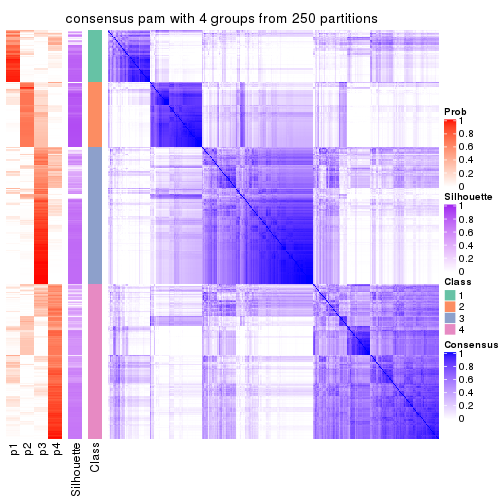 consensus pam with 4 groups from 250 partitions
Prob
1
0.8
0.6
0.4
0.2
0
Silhouette
1
0.8
0.6
0.4
0.2
0
Class
1
2
3
4
Consensus
1
0.8
0.6
0.4
0.2
0
p1
p2
p3
p4
Silhouette
Class